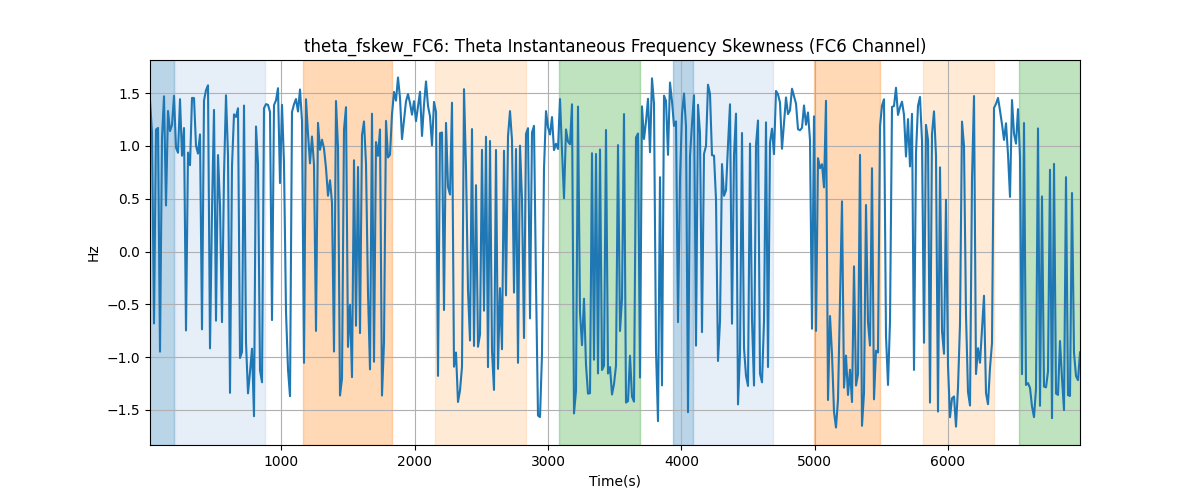 theta_fskew_FC6: Theta Instantaneous Frequency Skewness (FC6 Channel)
Hz
1.5
1.0
0.5
0.0
−0.5
−1.0
−1.5
1000 2000 3000 4000 5000 6000
Time(s)